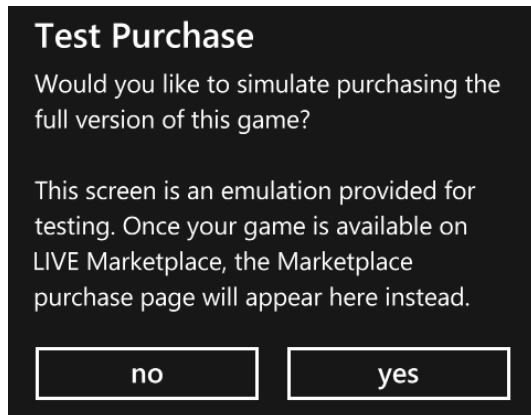 Test Purchase
Would you like to simulate purchasing the
full version of this game?
This screen is an emulation provided for
testing. Once your game is available on
LIVE Marketplace, the Marketplace
purchase page will appear here instead.
no
yes